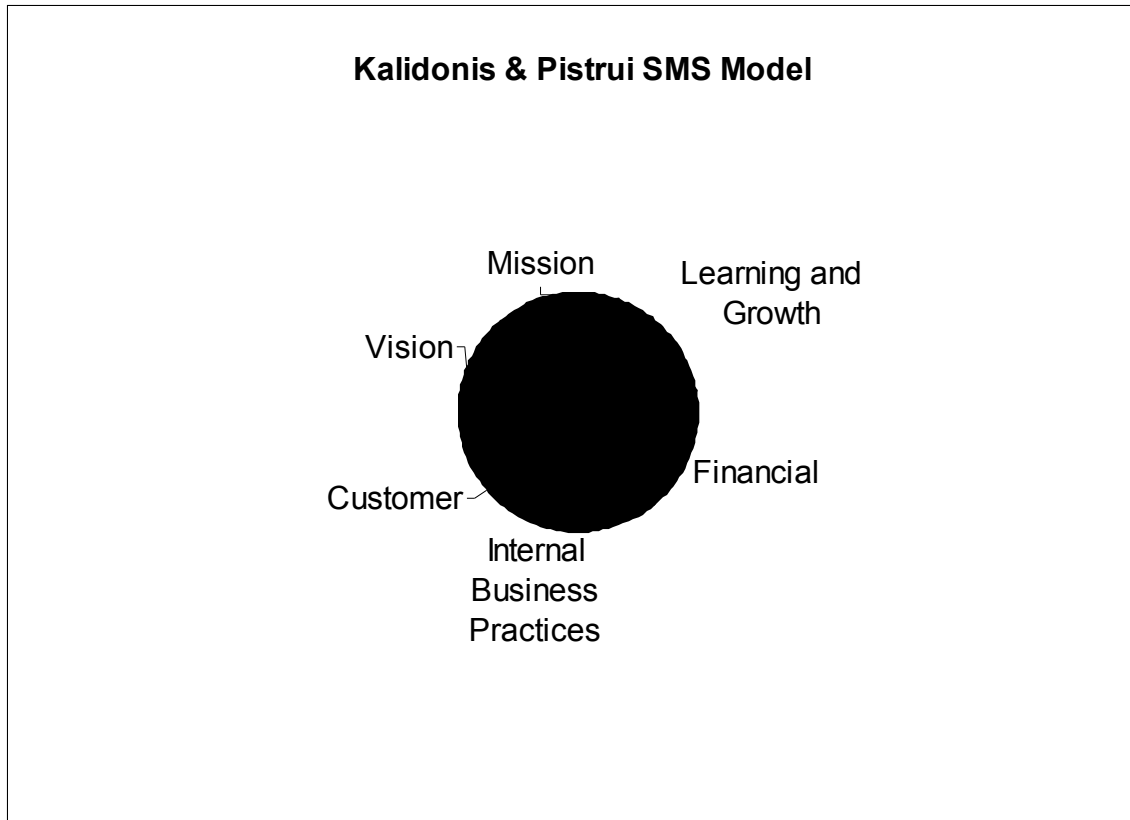 Kalidonis & Pistrui SMS Model
Mission
Learning and
Growth
Vision
Financial
Customer
Internal
Business
Practices